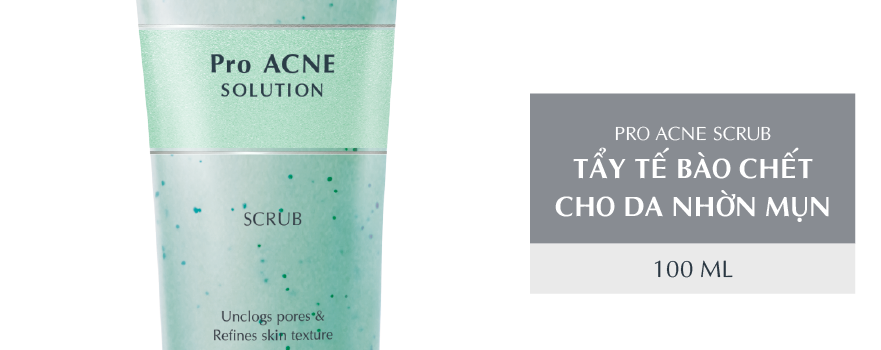 Pro ACNE
SOLUTION
SCRUB
Unclogs pores &
Refines skin texture
PRO ACNE SCRUB
TẨY TẾ BÀO CHẾT
CHO DA NHỜN MỤN
100 ML